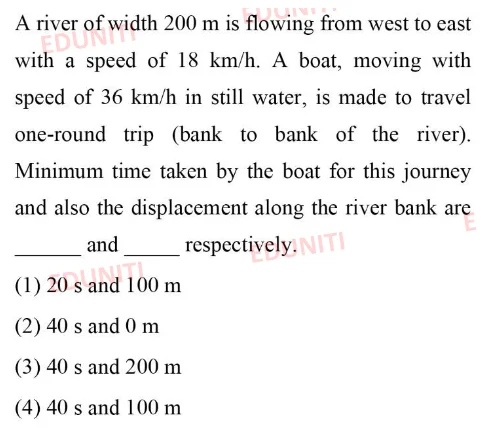 A river of width 200 m is flowing from west to east
with a speed of 18 km/h. A boat, moving with
speed of 36 km/h in still water, is made to travel
one-round trip (bank to bank of the river).
Minimum time taken by the boat for this journey
and also the displacement along the river bank are
______ and _____ respectively.
(1) 20 s and 100 m
(2) 40 s and 0 m
(3) 40 s and 200 m
(4) 40 s and 100 m
EDUNITI
EDUNITI
EDUNITI